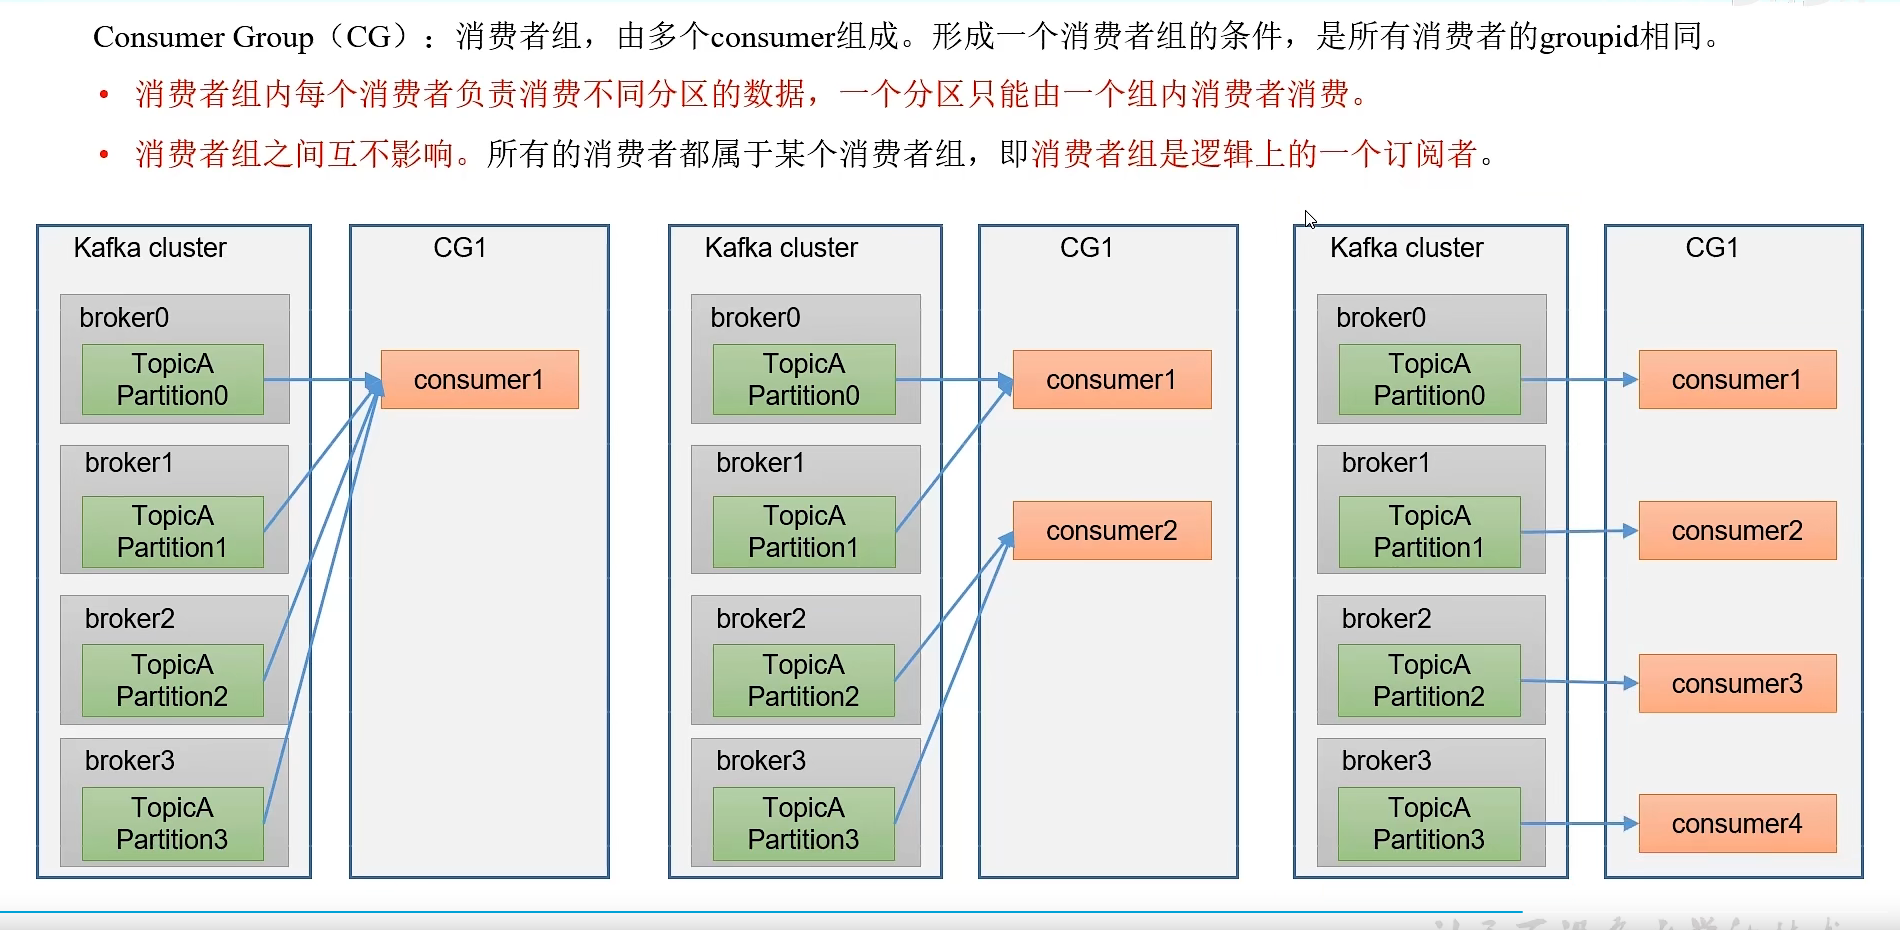 Consumer Group（CG）：消费者组，由多个consumer组成。形成一个消费者组的条件，是所有消费者的groupid相同。
• 消费者组内每个消费者负责消费不同分区的数据，一个分区只能由一个组内消费者消费。
• 消费者组之间互不影响。所有的消费者都属于某个消费者组，即消费者组是逻辑上的一个订阅者。
Kafka cluster
broker0
TopicA
Partition0
broker1
TopicA
Partition1
broker2
TopicA
Partition2
broker3
TopicA
Partition3
CG1
consumer1
Kafka cluster
broker0
TopicA
Partition0
broker1
TopicA
Partition1
broker2
TopicA
Partition2
broker3
TopicA
Partition3
CG1
consumer1
consumer2
Kafka cluster
broker0
TopicA
Partition0
broker1
TopicA
Partition1
broker2
TopicA
Partition2
broker3
TopicA
Partition3
CG1
consumer1
consumer2
consumer3
consumer4